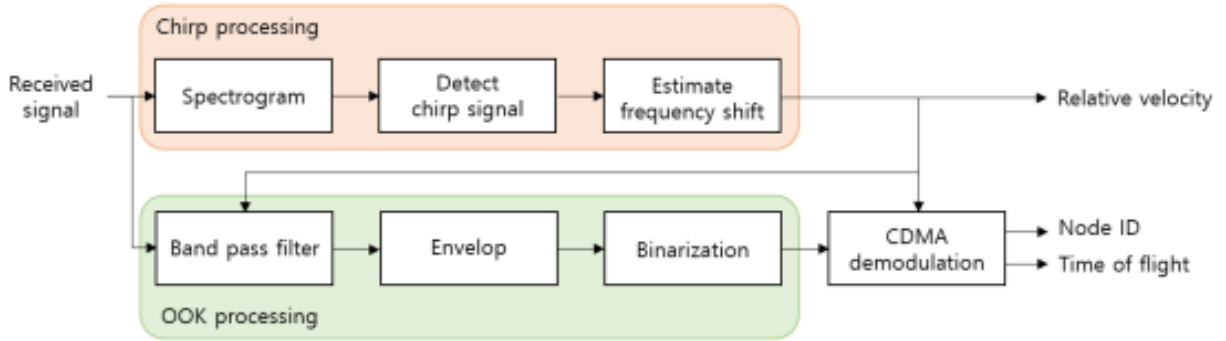 Chirp processing
Received
signal
Spectrogram
Detect
chirp signal
Estimate
frequency shift
Relative velocity
Band pass filter
Envelop
Binarization
CDMA
demodulation
Node ID
Time of flight
OOK processing